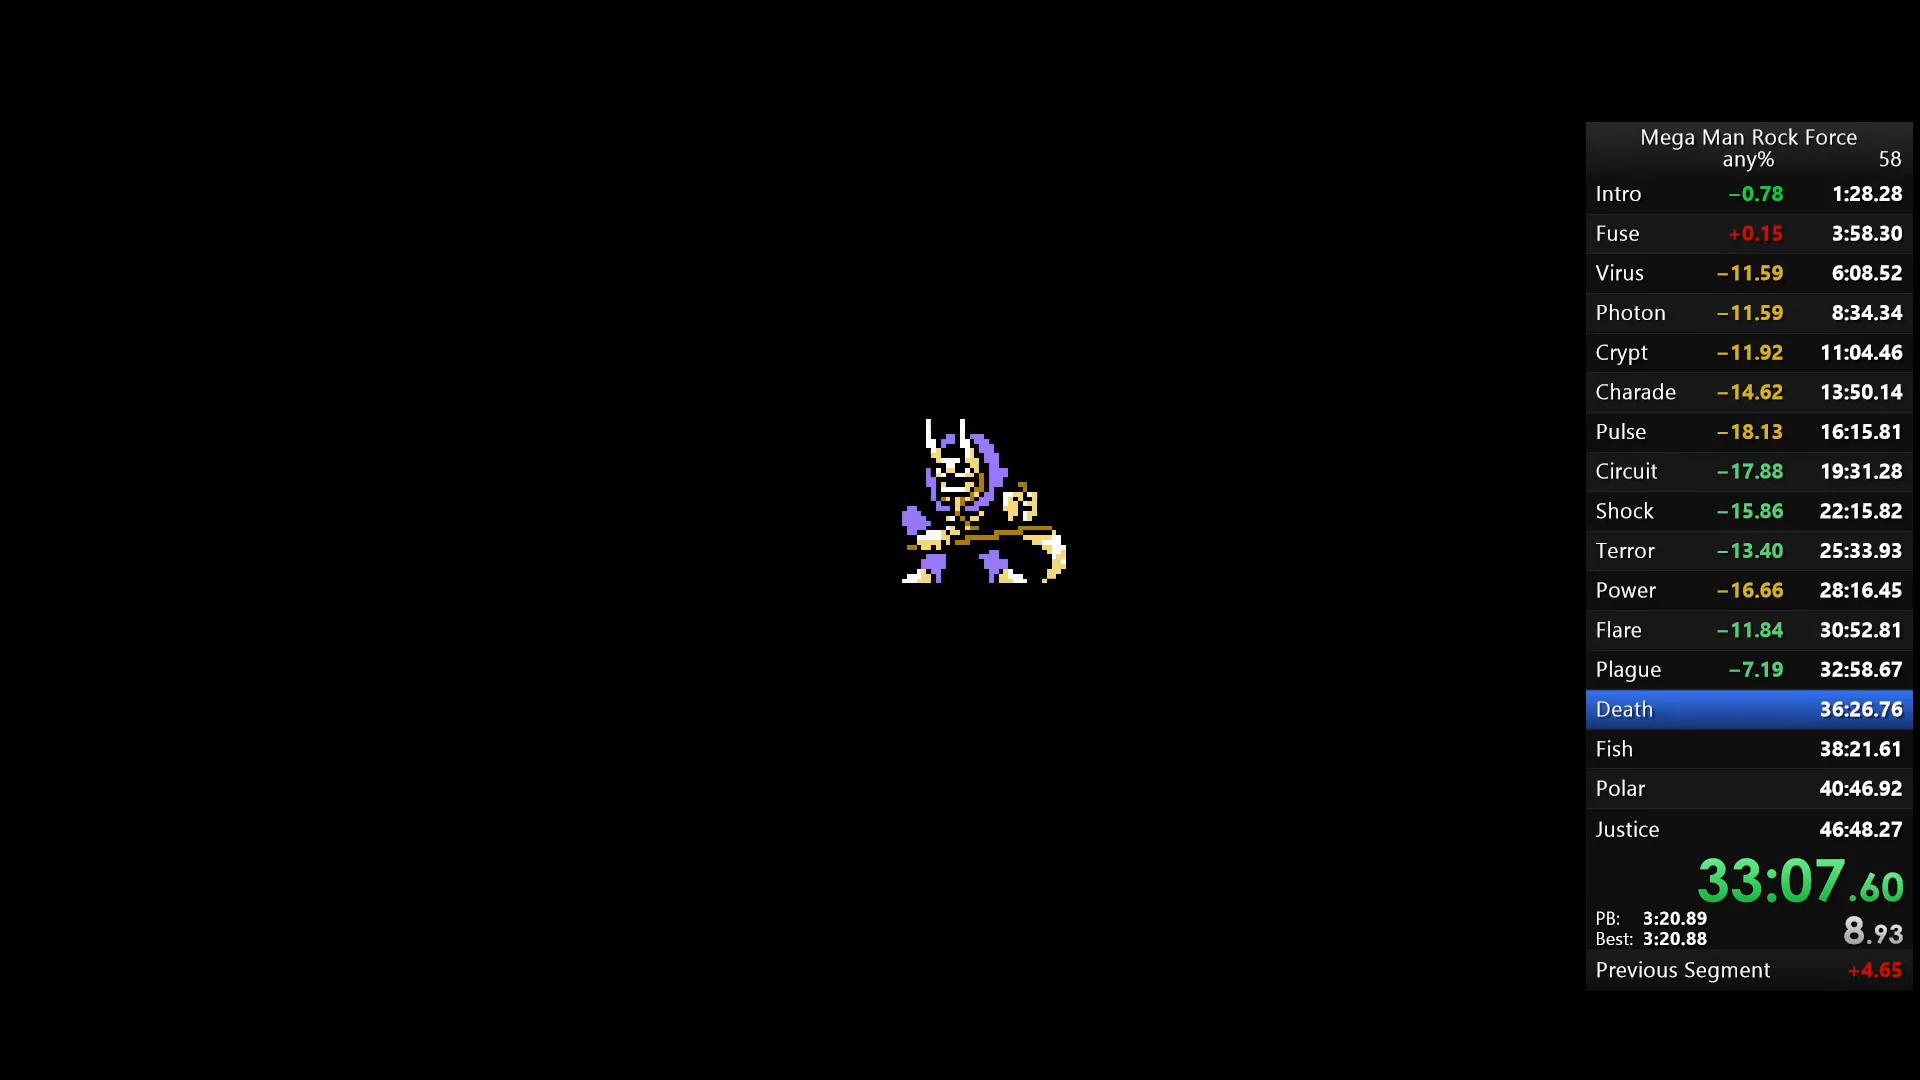 Mega Man Rock Force
any% 58
Intro −0.78 1:28.28
Fuse +0.15 3:58.30
Virus −11.59 6:08.52
Photon −11.59 8:34.34
Crypt −11.92 11:04.46
Charade −14.62 13:50.14
Pulse −18.13 16:15.81
Circuit −17.88 19:31.28
Shock −15.86 22:15.82
Terror −13.40 25:33.93
Power −16.66 28:16.45
Flare −11.84 30:52.81
Plague −7.19 32:58.67
Death 36:26.76
Fish 38:21.61
Polar 40:46.92
Justice 46:48.27
33:07.60
PB: 3:20.89
Best: 3:20.88
8.93
Previous Segment +4.65